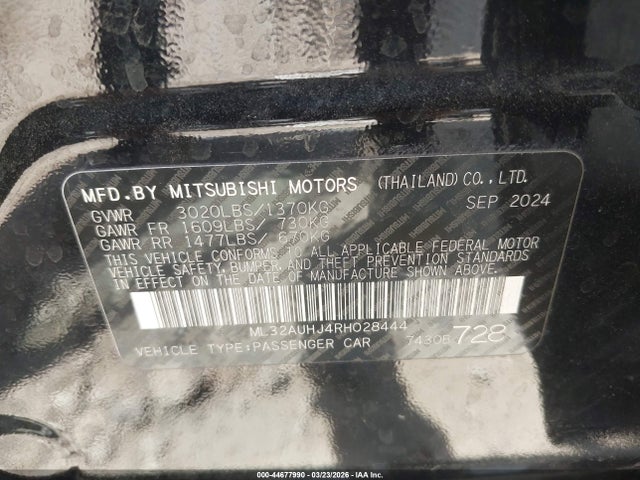 MFD.BY MITSUBISHI MOTORS (THAILAND) CO., LTD.
GVWR 3020LBS/1370KG SEP 2024
GAWR FR 1609LBS/ 730KG
GAWR RR 1477LBS/ 670KG
THIS VEHICLE CONFORMS TO ALL APPLICABLE FEDERAL MOTOR
VEHICLE SAFETY, BUMPER, AND THEFT PREVENTION STANDARDS
IN EFFECT ON THE DATE OF MANUFACTURE SHOWN ABOVE.
ML32AUHJ4RH028444
VEHICLE TYPE:PASSENGER CAR 7430B 728
000-44677990 - 03/23/2026 - IAA Inc.